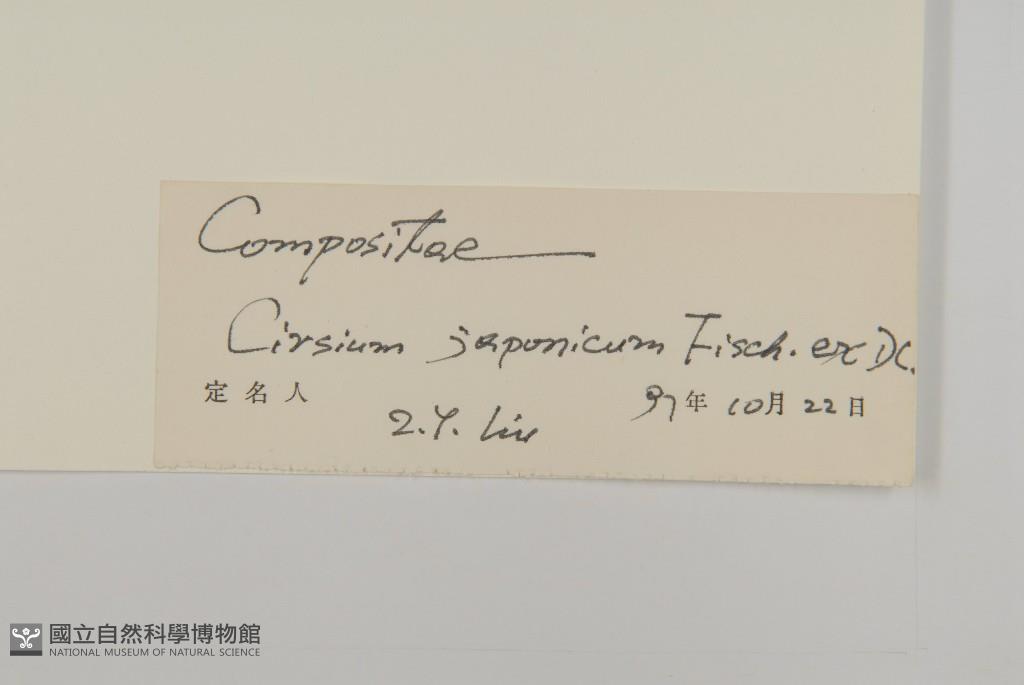 Compositae
Cirsium japonicum Fisch. ex DC.
定名人 97年10月22日
Z.Y. Liu
國立自然科學博物館
NATIONAL MUSEUM OF NATURAL SCIENCE